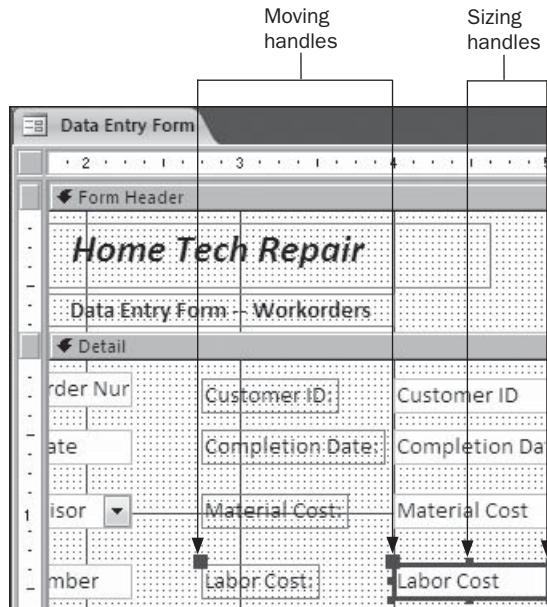 Moving handles
Sizing handles
Data Entry Form
2 3 4 5
Form Header
Home Tech Repair
Data Entry Form -- Workorders
Detail
rder Nur Customer ID: Customer ID
ate Completion Date: Completion Da
isor Material Cost: Material Cost
1
mber Labor Cost: Labor Cost